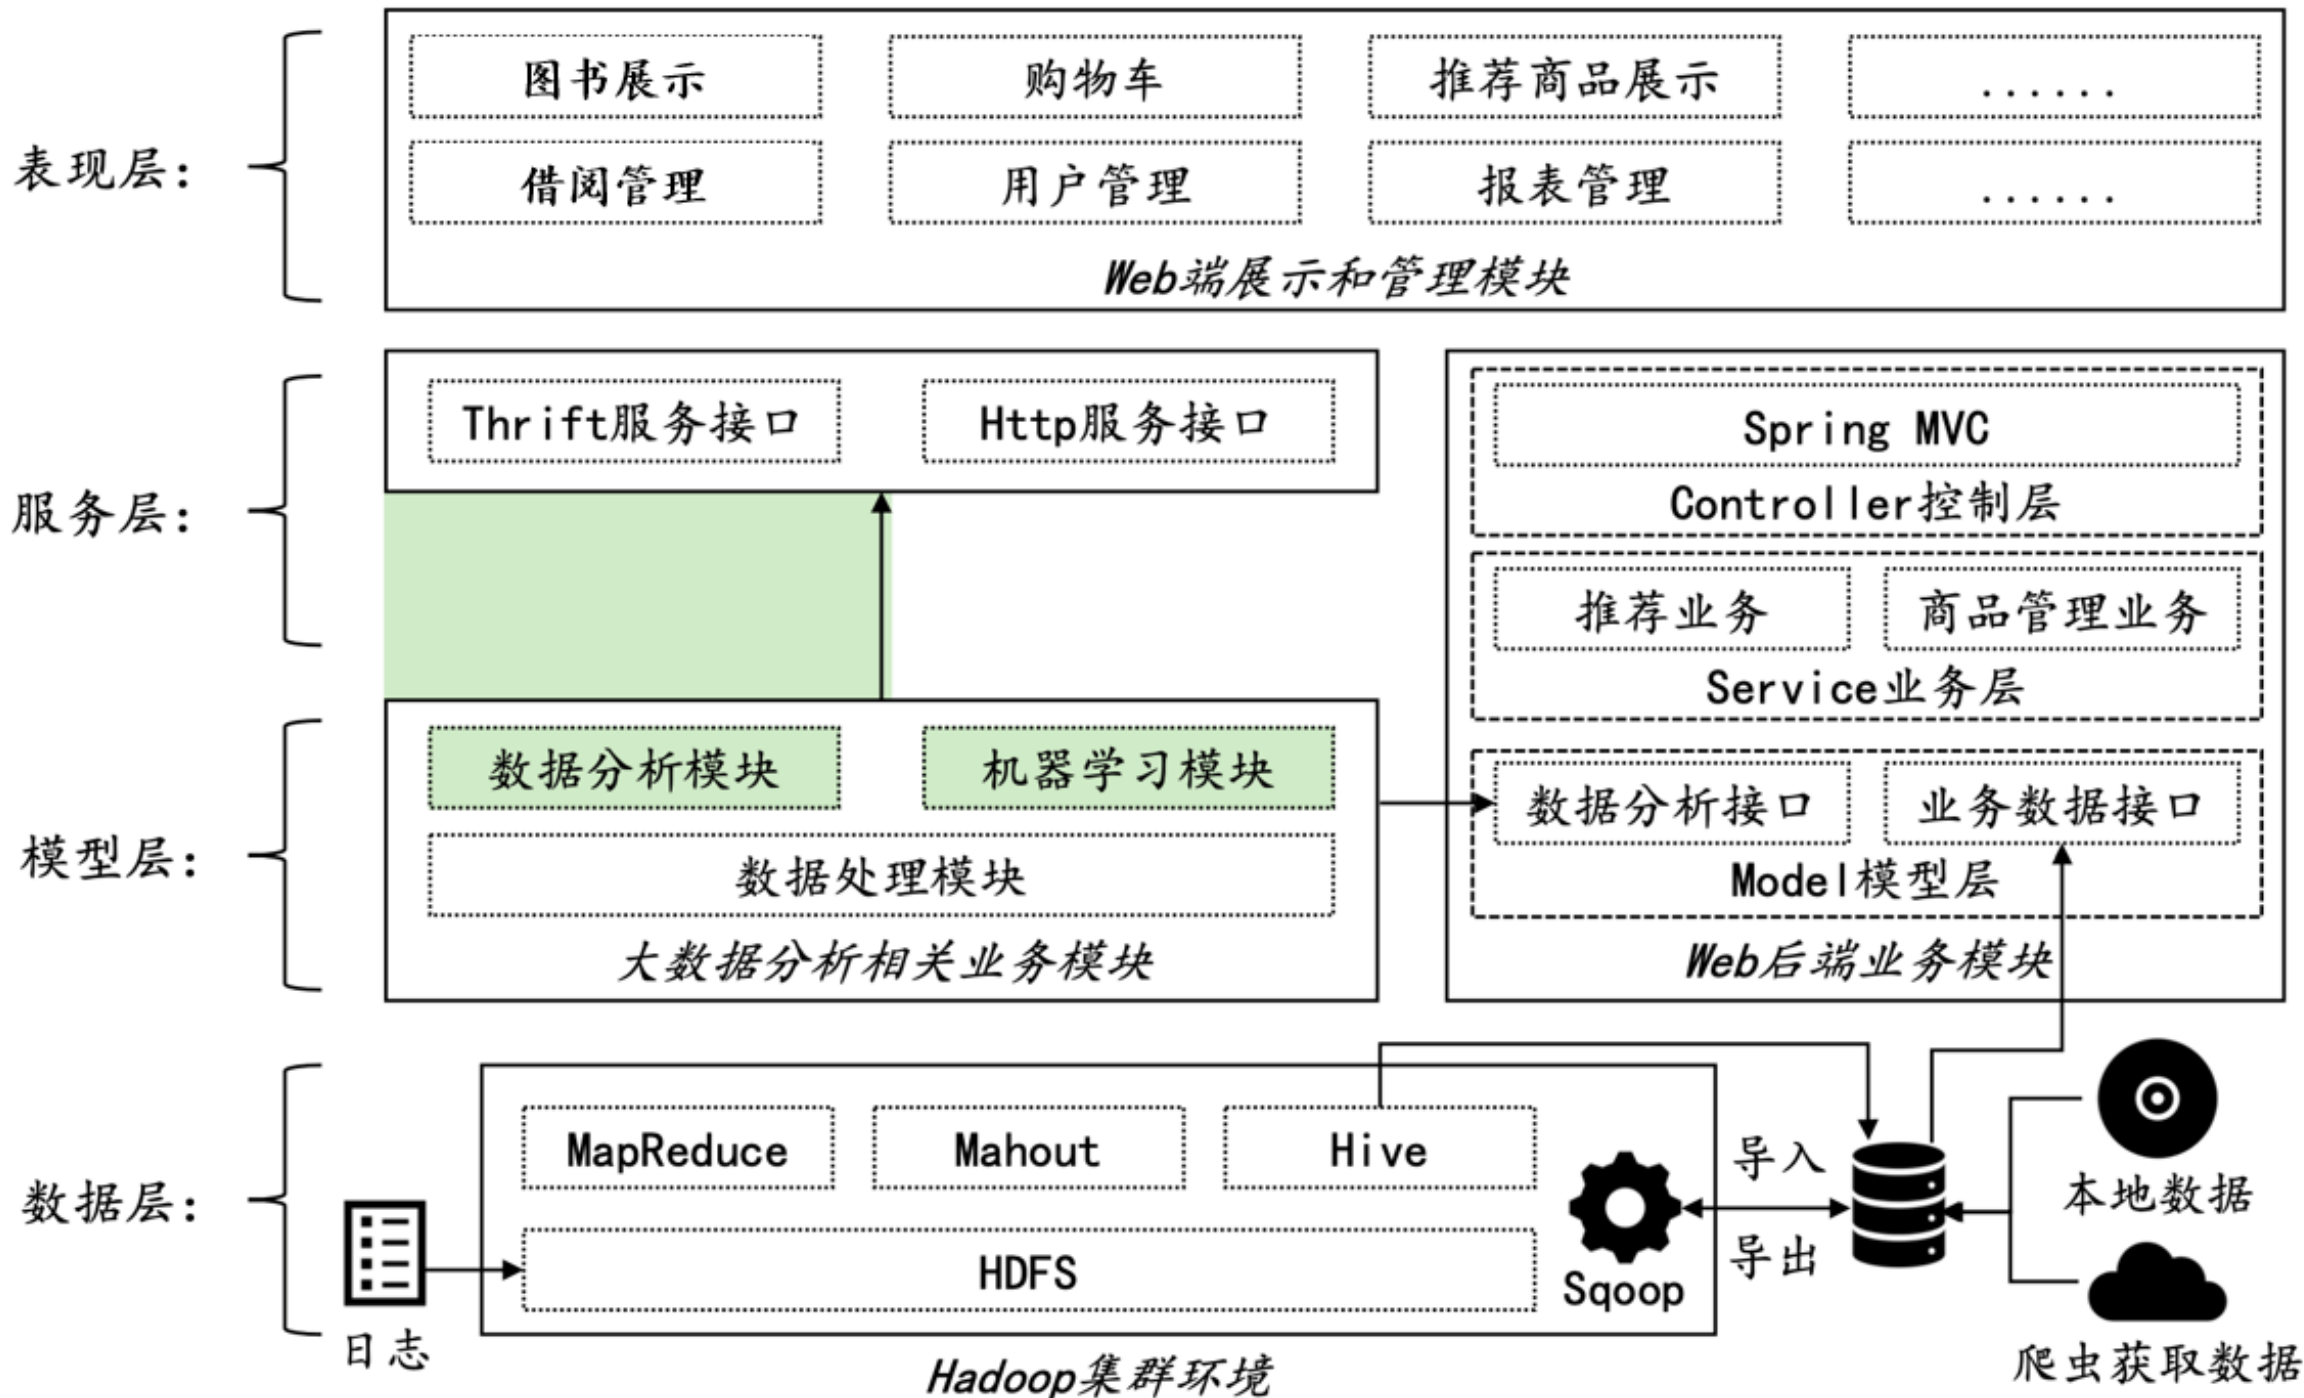 表现层：
图书展示
购物车
推荐商品展示
......
借阅管理
用户管理
报表管理
......
Web端展示和管理模块
服务层：
Thrift服务接口
Http服务接口
Spring MVC
Controller控制层
推荐业务
商品管理业务
Service业务层
模型层：
数据分析模块
机器学习模块
数据处理模块
大数据分析相关业务模块
数据分析接口
业务数据接口
Model模型层
Web后端业务模块
数据层：
日志
MapReduce
Mahout
Hive
HDFS
Sqoop
Hadoop集群环境
导入
导出
本地数据
爬虫获取数据